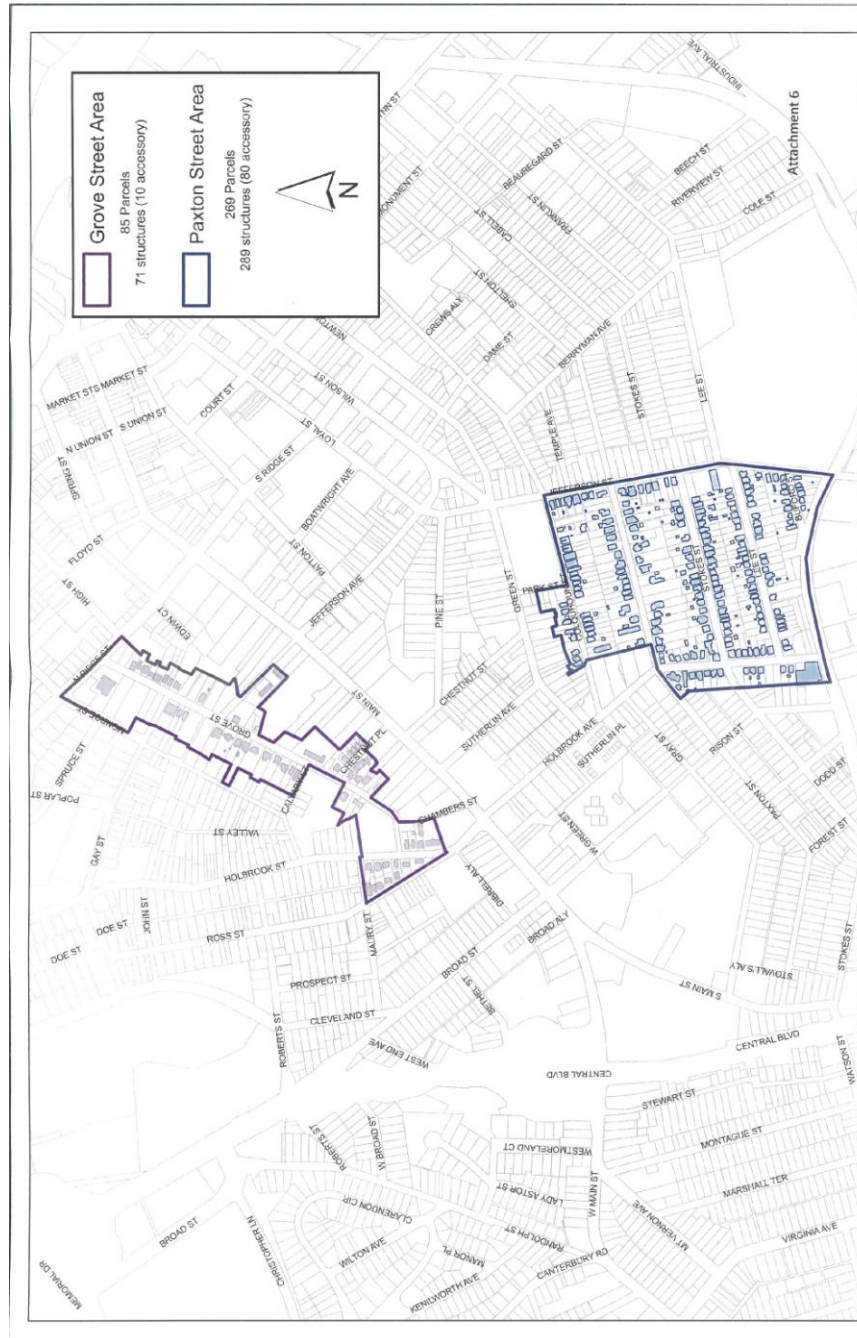 Grove Street Area
85 Parcels
71 structures (10 accessory)
Paxton Street Area
269 Parcels
289 structures (80 accessory)
N
MEMORIAL DR
BROAD ST
CHRISTOPHER LN
ROBERTS ST
W BROAD ST
CLARENDON CIR
WILTON AVE
MANOR PL
KENILWORTH AVE
LADY ASTOR ST
RANDOLPH ST
CANTERBURY RD
WESTMORELAND CT
W MAIN ST
MT VERNON AVE
VIRGINIA AVE
MARSHALL TER
MONTAGUE ST
STEWART ST
WATSON ST
CENTRAL BLVD
CENTRAL BLVD
DOE ST
DOE ST
JOHN ST
GAY ST
ROSS ST
PROSPECT ST
CLEVELAND ST
ROBERTS ST
WEST END AVE
MAURY ST
BROAD ST
BETHEL ST
BROAD ALY
DIBRELL ALY
S MAIN ST
STOVALL'S ALY
STOKES ST
FOREST ST
DODD ST
PAXTON ST
RISON ST
GRAY ST
POPLAR ST
SPRUCE ST
VALLEY ST
HOLBROOK ST
MONROE ST
GROVE ST
CHESTNUT PL
CHAMBERS ST
MAIN ST
W GREEN ST
SUTHERLIN PL
HOLBROOK AVE
SUTHERLIN AVE
CHESTNUT ST
PINE ST
GREEN ST
PARK ST
JEFFERSON AVE
PATTON ST
BOATWRIGHT AVE
EDWIN CT
HIGH ST
FLOYD ST
SPRING ST
N UNION ST
S UNION ST
MARKET ST
S MARKET ST
COURT ST
S RIDGE ST
LOYAL ST
WILSON ST
MONUMENT ST
CREWS ALY
DAME ST
SHELTON ST
CABELL ST
FRANKLIN ST
BEAUREGARD ST
BERRYMAN AVE
TEMPLE AVE
STOKES ST
LEE ST
JEFFERSON ST
STOKES ST
BEECH ST
RIVERVIEW ST
COLE ST
INDUSTRIAL AVE
Attachment 6